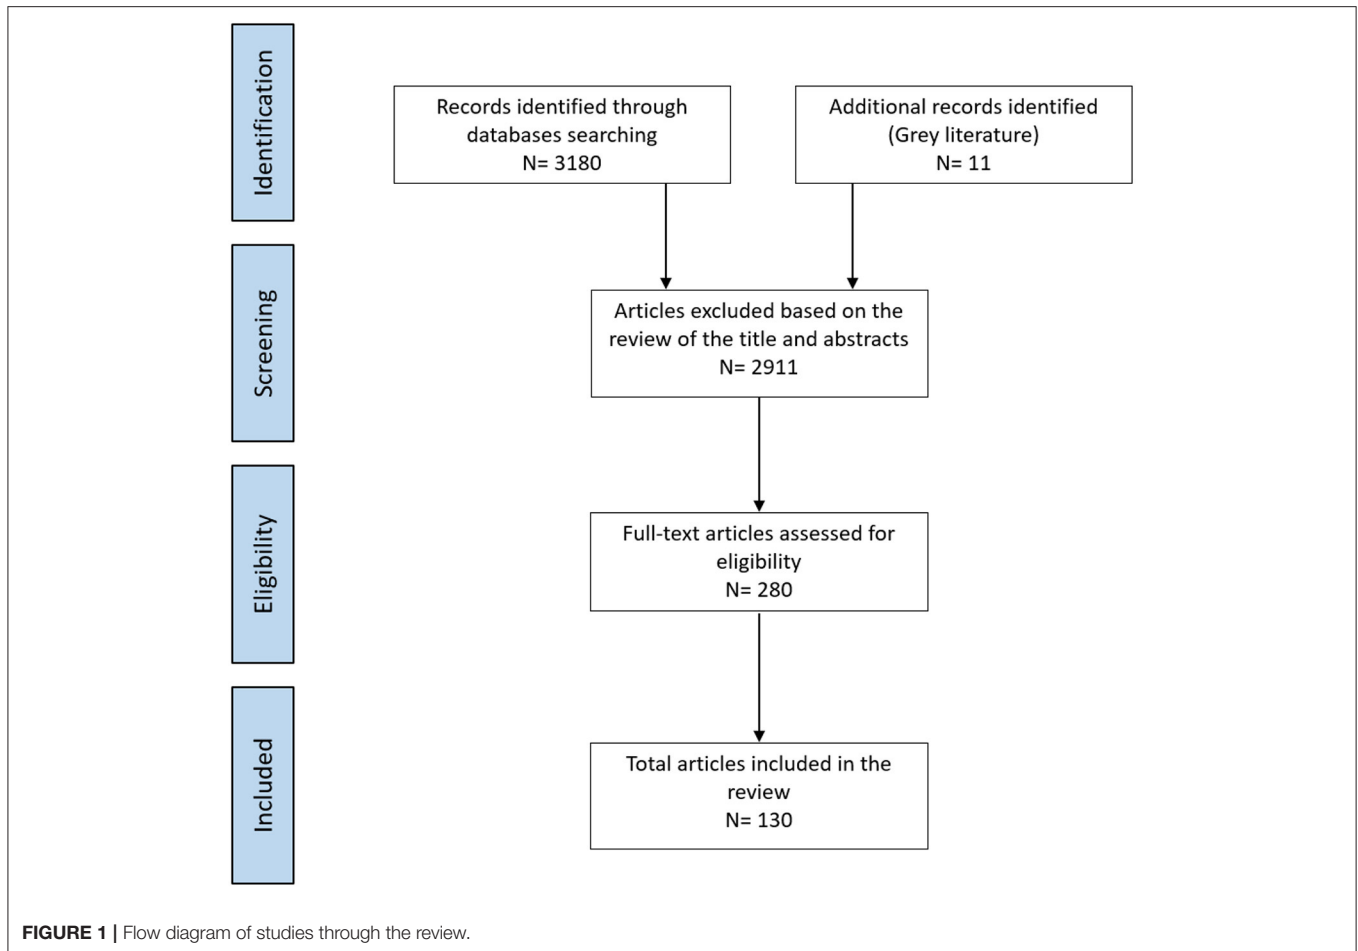 Identification
Records identified through
databases searching
N= 3180
Additional records identified
(Grey literature)
N= 11
Screening
Articles excluded based on the
review of the title and abstracts
N= 2911
Eligibility
Full-text articles assessed for
eligibility
N= 280
Included
Total articles included in the
review
N= 130
FIGURE 1 | Flow diagram of studies through the review.